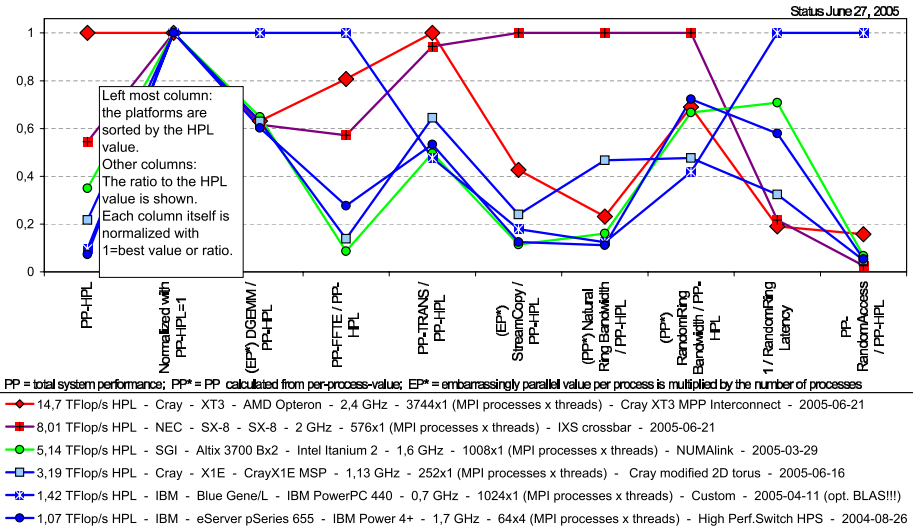 Status June 27, 2005
1
0,8
0,6
0,4
0,2
0
Left most column:
the platforms are
sorted by the HPL
value.
Other columns:
The ratio to the HPL
value is shown.
Each column itself is
normalized with
1=best value or ratio.
PP-HPL
Normalized with
PP-HPL=1
(EP*) DGEMM /
PP-HPL
PP-FFTE / PP-
HPL
PP-TRANS /
PP-HPL
(EP*)
StreamCopy /
PP-HPL
(PP*) Natural
Ring Bandwidth
/ PP-HPL
(PP*)
RandomRing
Bandwidth / PP-
HPL
1 / RandomRing
Latency
PP-
RandomAccess
/ PP-HPL
PP = total system performance; PP* = PP calculated from per-process-value; EP* = embarrassingly parallel value per process is multiplied by the number of processes
14,7 TFlop/s HPL - Cray - XT3 - AMD Opteron - 2,4 GHz - 3744x1 (MPI processes x threads) - Cray XT3 MPP Interconnect - 2005-06-21
8,01 TFlop/s HPL - NEC - SX-8 - SX-8 - 2 GHz - 576x1 (MPI processes x threads) - IXS crossbar - 2005-06-21
5,14 TFlop/s HPL - SGI - Altix 3700 Bx2 - Intel Itanium 2 - 1,6 GHz - 1008x1 (MPI processes x threads) - NUMAlink - 2005-03-29
3,19 TFlop/s HPL - Cray - X1E - CrayX1E MSP - 1,13 GHz - 252x1 (MPI processes x threads) - Cray modified 2D torus - 2005-06-16
1,42 TFlop/s HPL - IBM - Blue Gene/L - IBM PowerPC 440 - 0,7 GHz - 1024x1 (MPI processes x threads) - Custom - 2005-04-11 (opt. BLAS!!!)
1,07 TFlop/s HPL - IBM - eServer pSeries 655 - IBM Power 4+ - 1,7 GHz - 64x4 (MPI processes x threads) - High Perf.Switch HPS - 2004-08-26